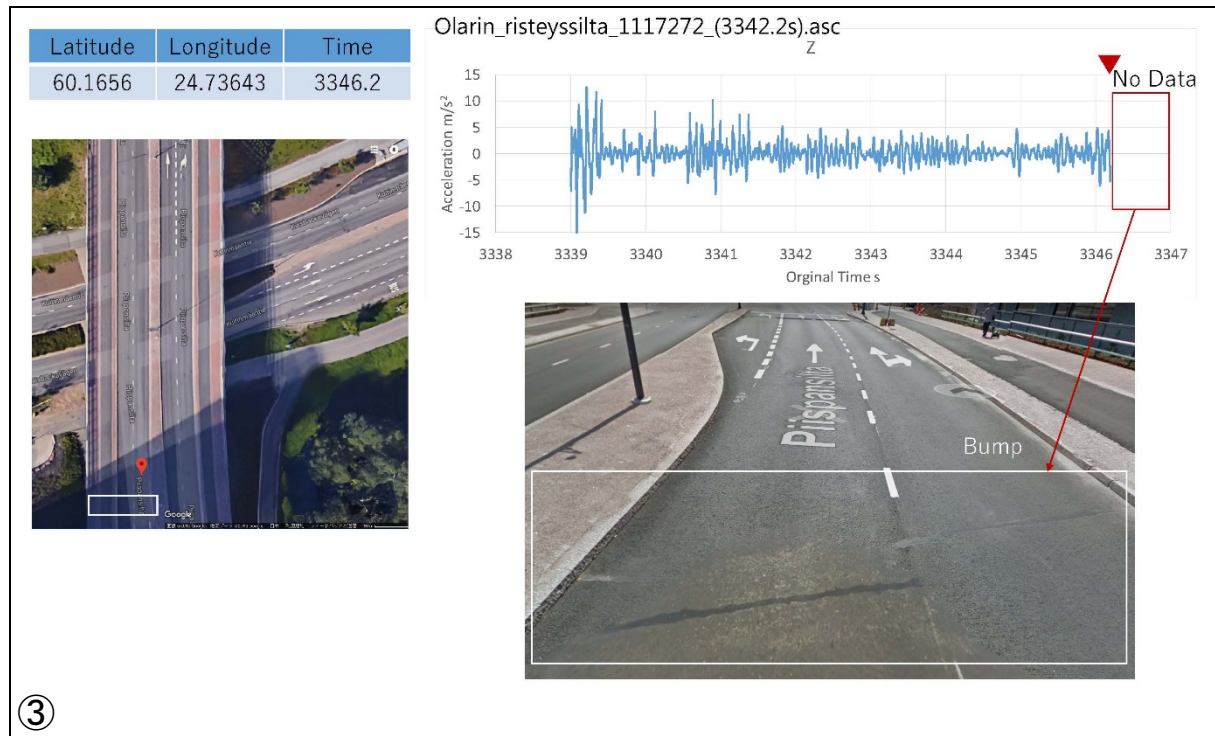 Latitude Longitude Time
60.1656 24.73643 3346.2
Olarin_risteyssilta_1117272_(3342.2s).asc
Z
No Data
Acceleration m/s²
15
10
5
0
-5
-10
-15
3338 3339 3340 3341 3342 3343 3344 3345 3346 3347
Orginal Time s
Google
Piispansilta
Bump
③